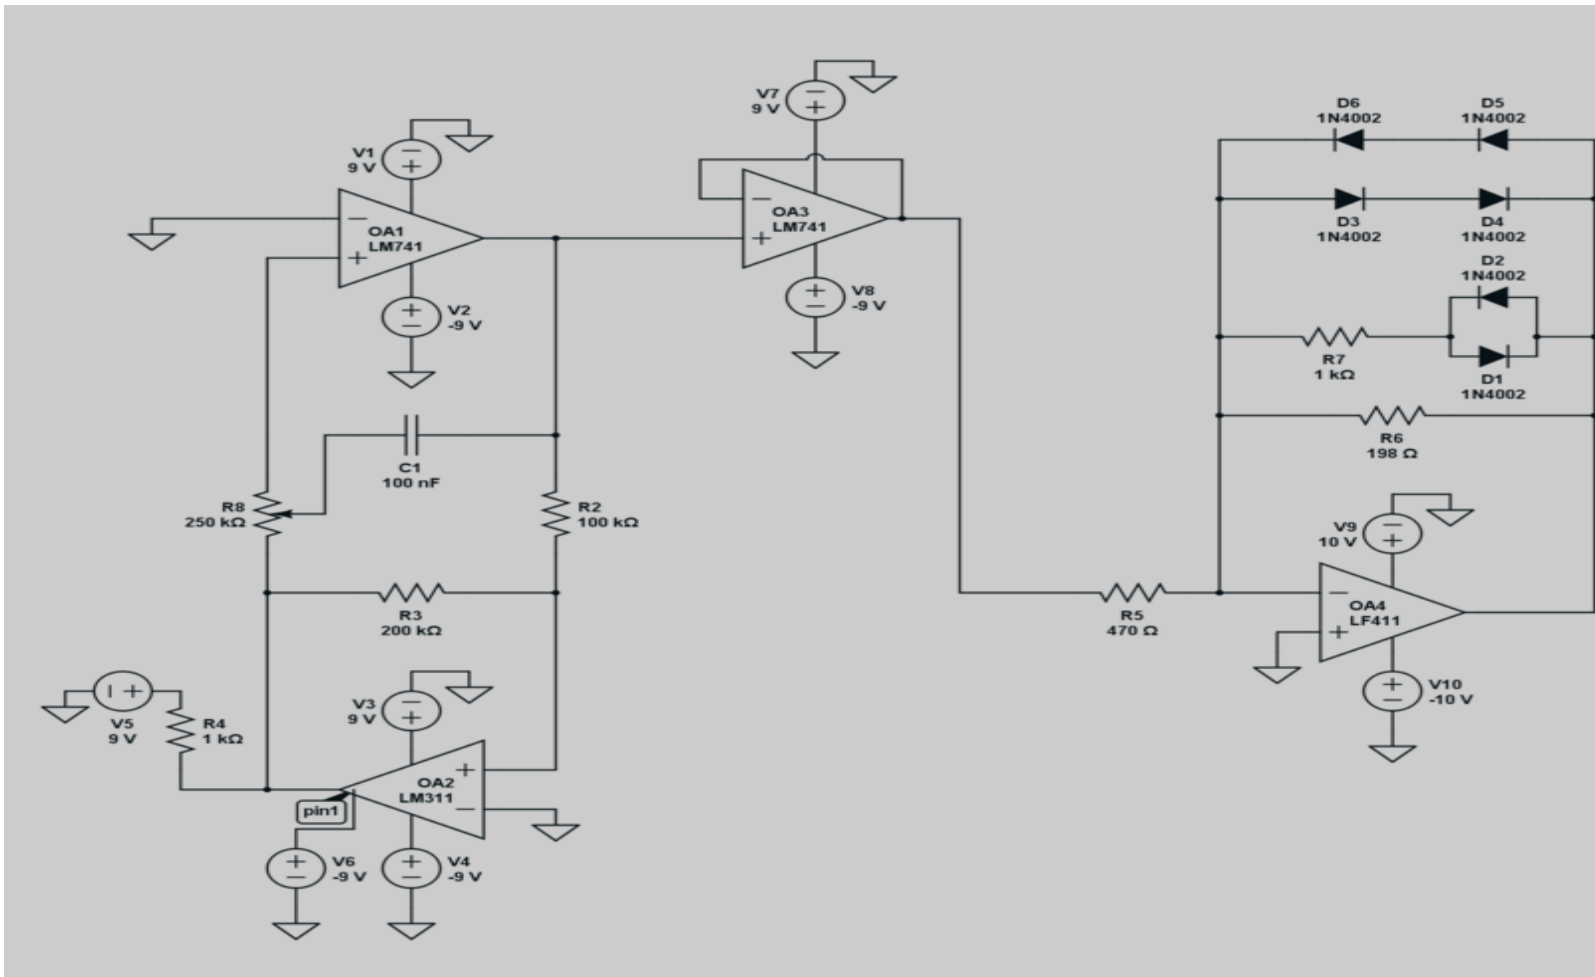 V7
9 V
D6
1N4002
D5
1N4002
V1
9 V
OA1
LM741
OA3
LM741
D3
1N4002
D4
1N4002
D2
1N4002
V2
-9 V
V8
-9 V
R7
1 kΩ
D1
1N4002
C1
100 nF
R6
198 Ω
R8
250 kΩ
R2
100 kΩ
V9
10 V
R3
200 kΩ
R5
470 Ω
OA4
LF411
V5
9 V
R4
1 kΩ
V3
9 V
V10
-10 V
OA2
LM311
pin1
V6
-9 V
V4
-9 V